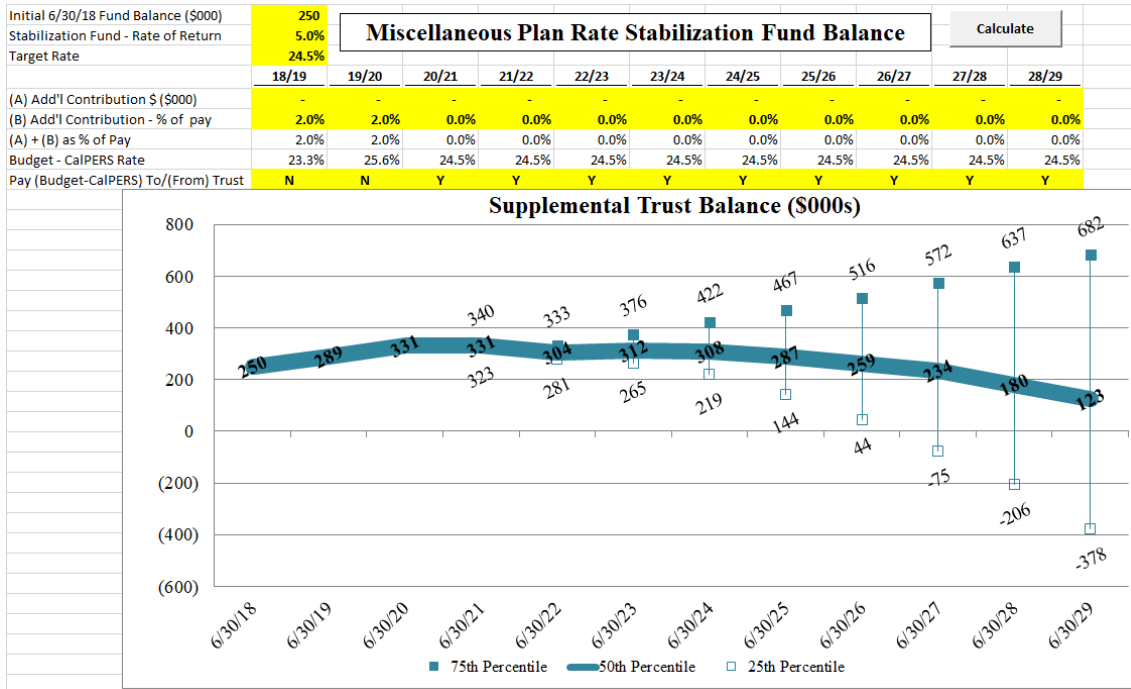 Initial 6/30/18 Fund Balance ($000) 250
Stabilization Fund - Rate of Return 5.0%
Target Rate 24.5%
Miscellaneous Plan Rate Stabilization Fund Balance
Calculate
18/19 19/20 20/21 21/22 22/23 23/24 24/25 25/26 26/27 27/28 28/29
(A) Add'l Contribution $ ($000) - - - - - - - - - - -
(B) Add'l Contribution - % of pay 2.0% 2.0% 0.0% 0.0% 0.0% 0.0% 0.0% 0.0% 0.0% 0.0% 0.0%
(A) + (B) as % of Pay 2.0% 2.0% 0.0% 0.0% 0.0% 0.0% 0.0% 0.0% 0.0% 0.0% 0.0%
Budget - CalPERS Rate 23.3% 25.6% 24.5% 24.5% 24.5% 24.5% 24.5% 24.5% 24.5% 24.5% 24.5%
Pay (Budget-CalPERS) To/(From) Trust N N Y Y Y Y Y Y Y Y Y
Supplemental Trust Balance ($000s)
800
600
400
200
0
(200)
(400)
(600)
340 333 376 422 467 516 572 637 682
250 289 331 331 304 312 308 287 259 234 180 123
323 281 265 219 144 44 -75 -206 -378
6/30/18 6/30/19 6/30/20 6/30/21 6/30/22 6/30/23 6/30/24 6/30/25 6/30/26 6/30/27 6/30/28 6/30/29
75th Percentile 50th Percentile 25th Percentile